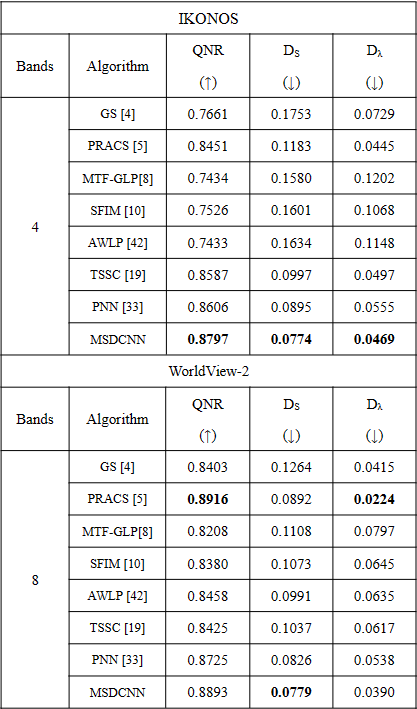 IKONOS
Bands Algorithm QNR (↑) DS (↓) Dλ (↓)
4
GS [4] 0.7661 0.1753 0.0729
PRACS [5] 0.8451 0.1183 0.0445
MTF-GLP[8] 0.7434 0.1580 0.1202
SFIM [10] 0.7526 0.1601 0.1068
AWLP [42] 0.7433 0.1634 0.1148
TSSC [19] 0.8587 0.0997 0.0497
PNN [33] 0.8606 0.0895 0.0555
MSDCNN 0.8797 0.0774 0.0469
WorldView-2
Bands Algorithm QNR (↑) DS (↓) Dλ (↓)
8
GS [4] 0.8403 0.1264 0.0415
PRACS [5] 0.8916 0.0892 0.0224
MTF-GLP[8] 0.8208 0.1108 0.0797
SFIM [10] 0.8380 0.1073 0.0645
AWLP [42] 0.8458 0.0991 0.0635
TSSC [19] 0.8425 0.1037 0.0617
PNN [33] 0.8725 0.0826 0.0538
MSDCNN 0.8893 0.0779 0.0390